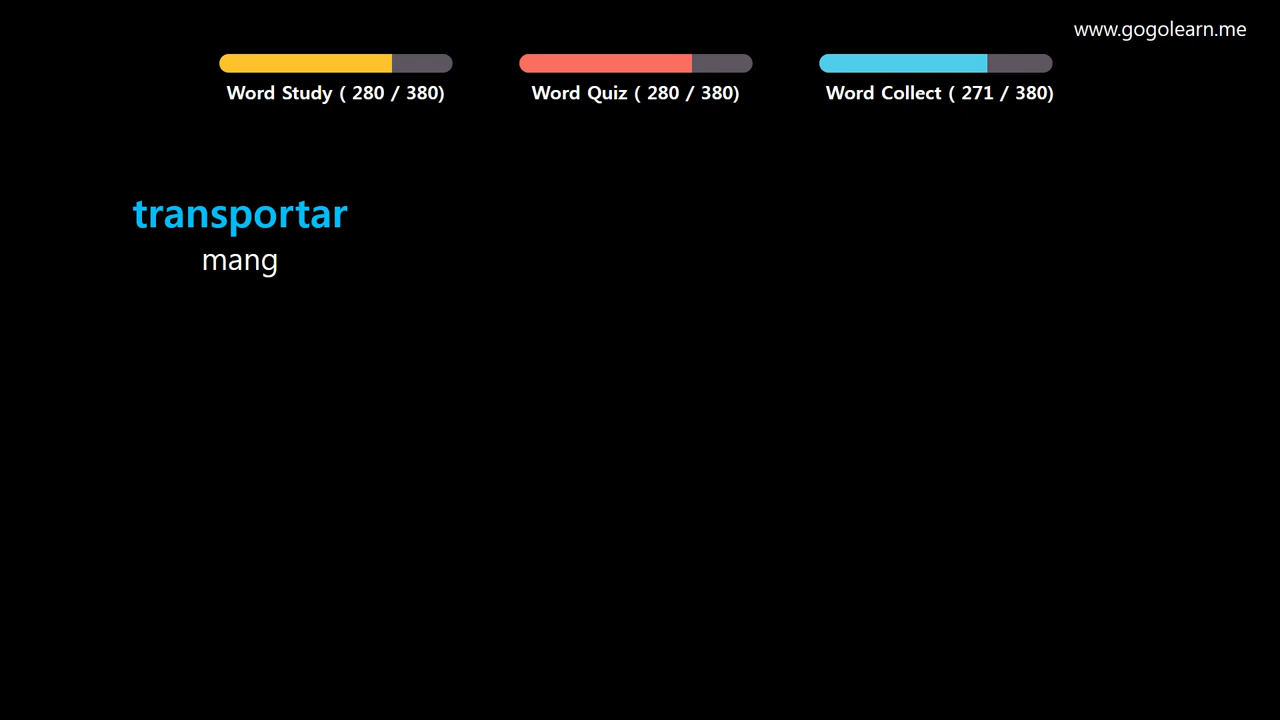 www.gogolearn.me
Word Study ( 280 / 380)
Word Quiz ( 280 / 380)
Word Collect ( 271 / 380)
transportar
mang